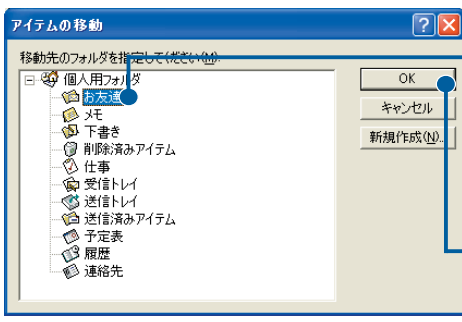 アイテムの移動
移動先のフォルダを指定してください(M):
個人用フォルダ
お友達
メモ
下書き
削除済みアイテム
仕事
受信トレイ
送信トレイ
送信済みアイテム
予定表
履歴
連絡先
OK
キャンセル
新規作成(N)...